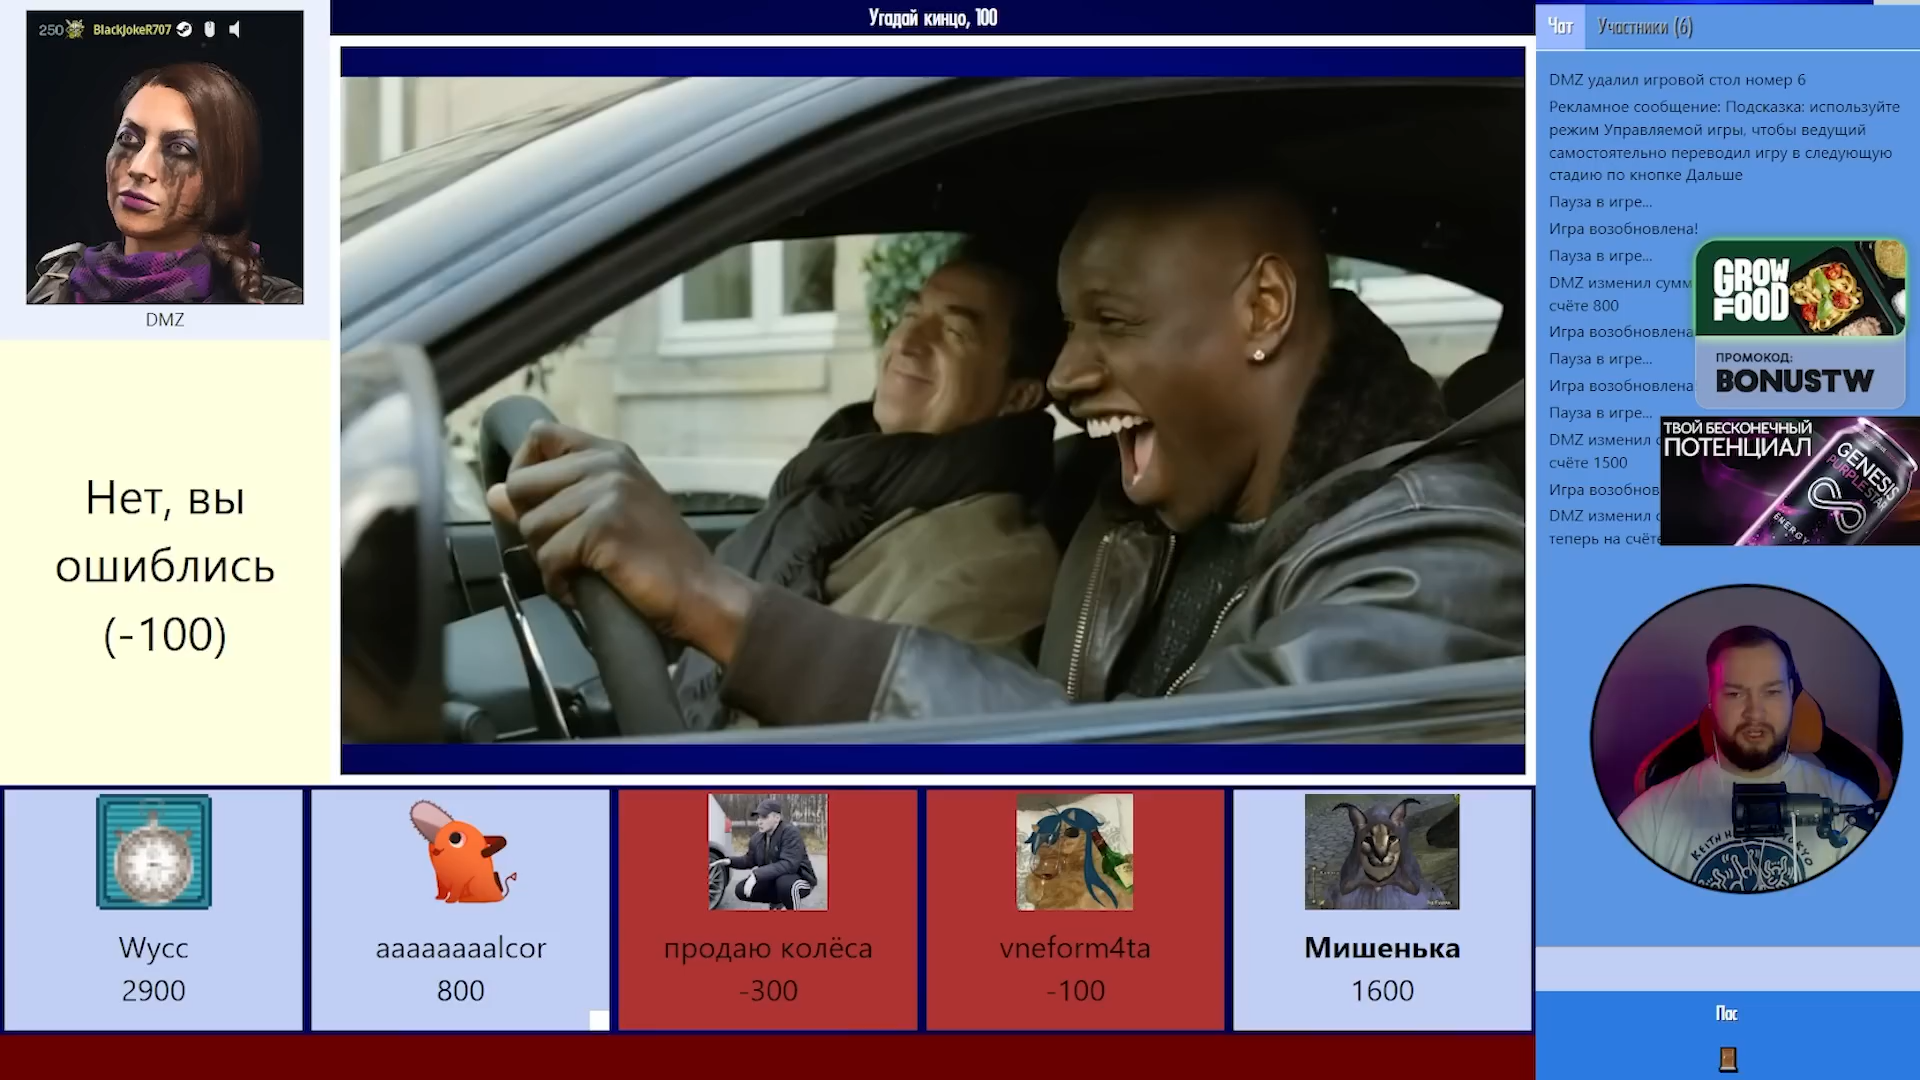 250 BlackJokeR707
DMZ
Нет, вы
ошиблись
(-100)
Угадай кинцо, 100
Wycc
2900
aaaaaaaalcor
800
продаю колёса
-300
vneform4ta
-100
Мишенька
1600
Чат
Участники (6)
DMZ удалил игровой стол номер 6
Рекламное сообщение: Подсказка: используйте
режим Управляемой игры, чтобы ведущий
самостоятельно переводил игру в следующую
стадию по кнопке Дальше
Пауза в игре...
Игра возобновлена!
Пауза в игре...
DMZ изменил сумм
счёте 800
Игра возобновлена
Пауза в игре...
Игра возобновлена
Пауза в игре...
DMZ изменил с
счёте 1500
Игра возобнов
DMZ изменил с
теперь на счёте
GROW
FOOD
ПРОМОКОД:
BONUSTW
ТВОЙ БЕСКОНЕЧНЫЙ
ПОТЕНЦИАЛ
GENESIS
PURPLE STAR
ENERGY
KEITH H
TOKYO
Пас